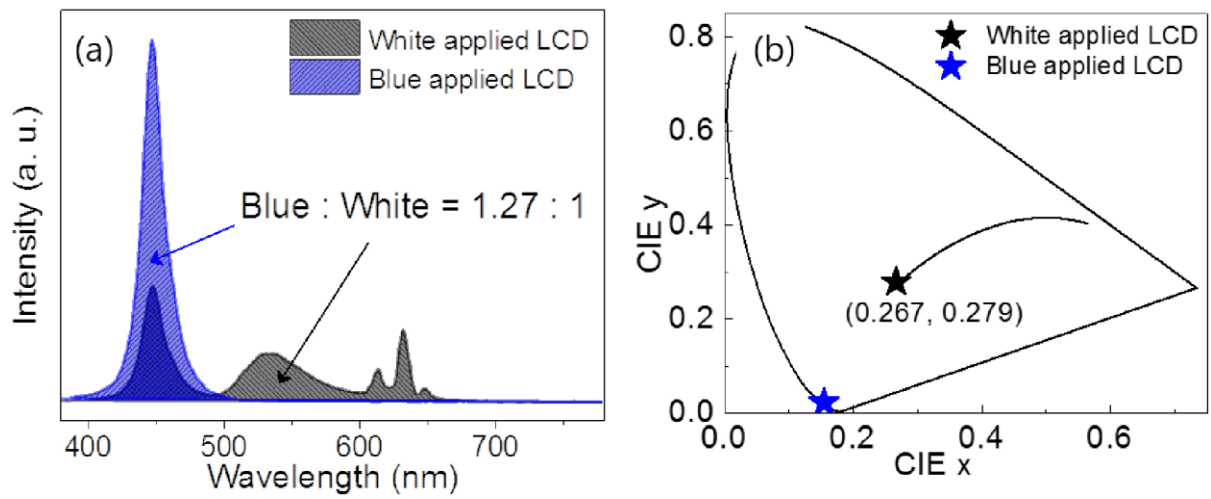 (a)
White applied LCD
Blue applied LCD
Blue : White = 1.27 : 1
Intensity (a. u.)
400 500 600 700
Wavelength (nm)
(b)
White applied LCD
Blue applied LCD
(0.267, 0.279)
CIE y
0.8
0.6
0.4
0.2
0.0
0.0 0.2 0.4 0.6
CIE x